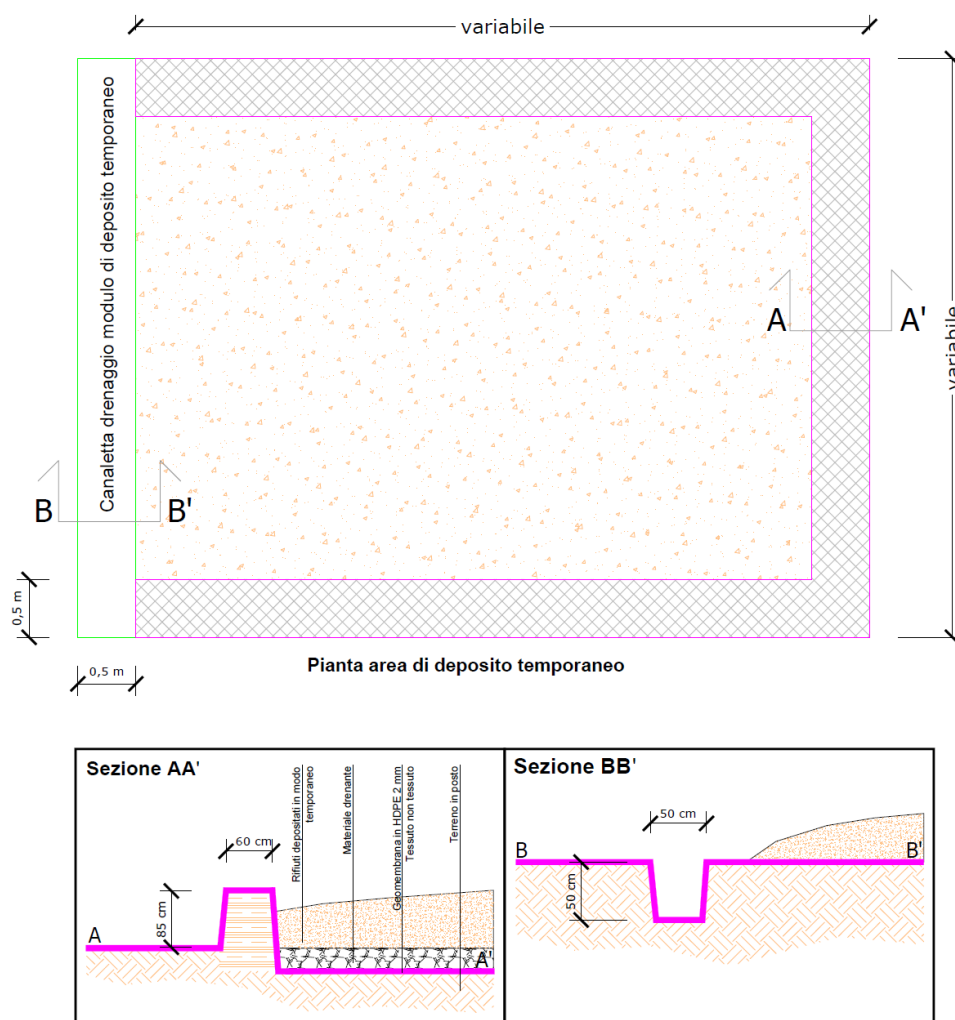 variabile
Canaletta drenaggio modulo di deposito temporaneo
variabile
A
A'
B
B'
0,5 m
0,5 m
Pianta area di deposito temporaneo
Sezione AA'
60 cm
85 cm
A
A'
Rifiuti depositati in modo
temporaneo
Materiale drenante
Geomembrana in HDPE 2 mm
Tessuto non tessuto
Terreno in posto
Sezione BB'
50 cm
50 cm
B
B'